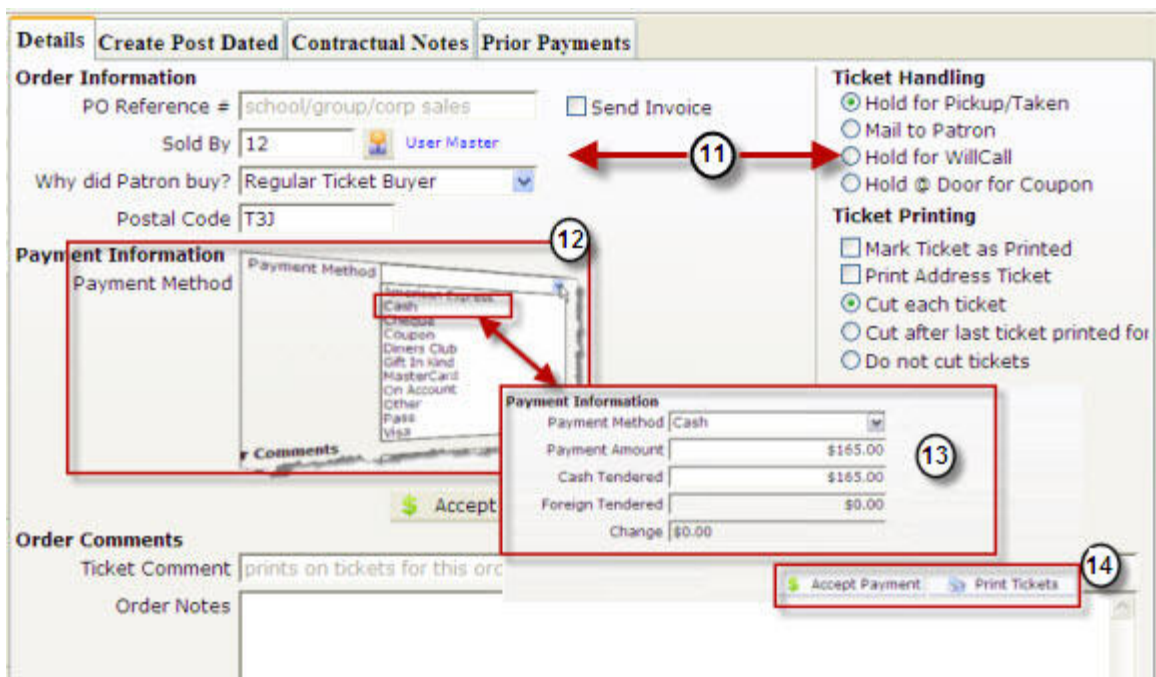 Details Create Post Dated Contractual Notes Prior Payments
Order Information
PO Reference # school/group/corp sales Send Invoice
Sold By 12 User Master
Why did Patron buy? Regular Ticket Buyer
Postal Code T3J
11
Ticket Handling
Hold for Pickup/Taken
Mail to Patron
Hold for WillCall
Hold @ Door for Coupon
Ticket Printing
Mark Ticket as Printed
Print Address Ticket
Cut each ticket
Cut after last ticket printed for
Do not cut tickets
12
Payment Information
Payment Method
Payment Method
American Express
Cash
Cheque
Coupon
Diners Club
Gift In Kind
MasterCard
On Account
Other
Pass
Visa
r Comments
Payment Information
Payment Method Cash
Payment Amount $165.00
Cash Tendered $165.00
Foreign Tendered $0.00
Change $0.00
13
Accept
14
Accept Payment Print Tickets
Order Comments
Ticket Comment prints on tickets for this orc
Order Notes